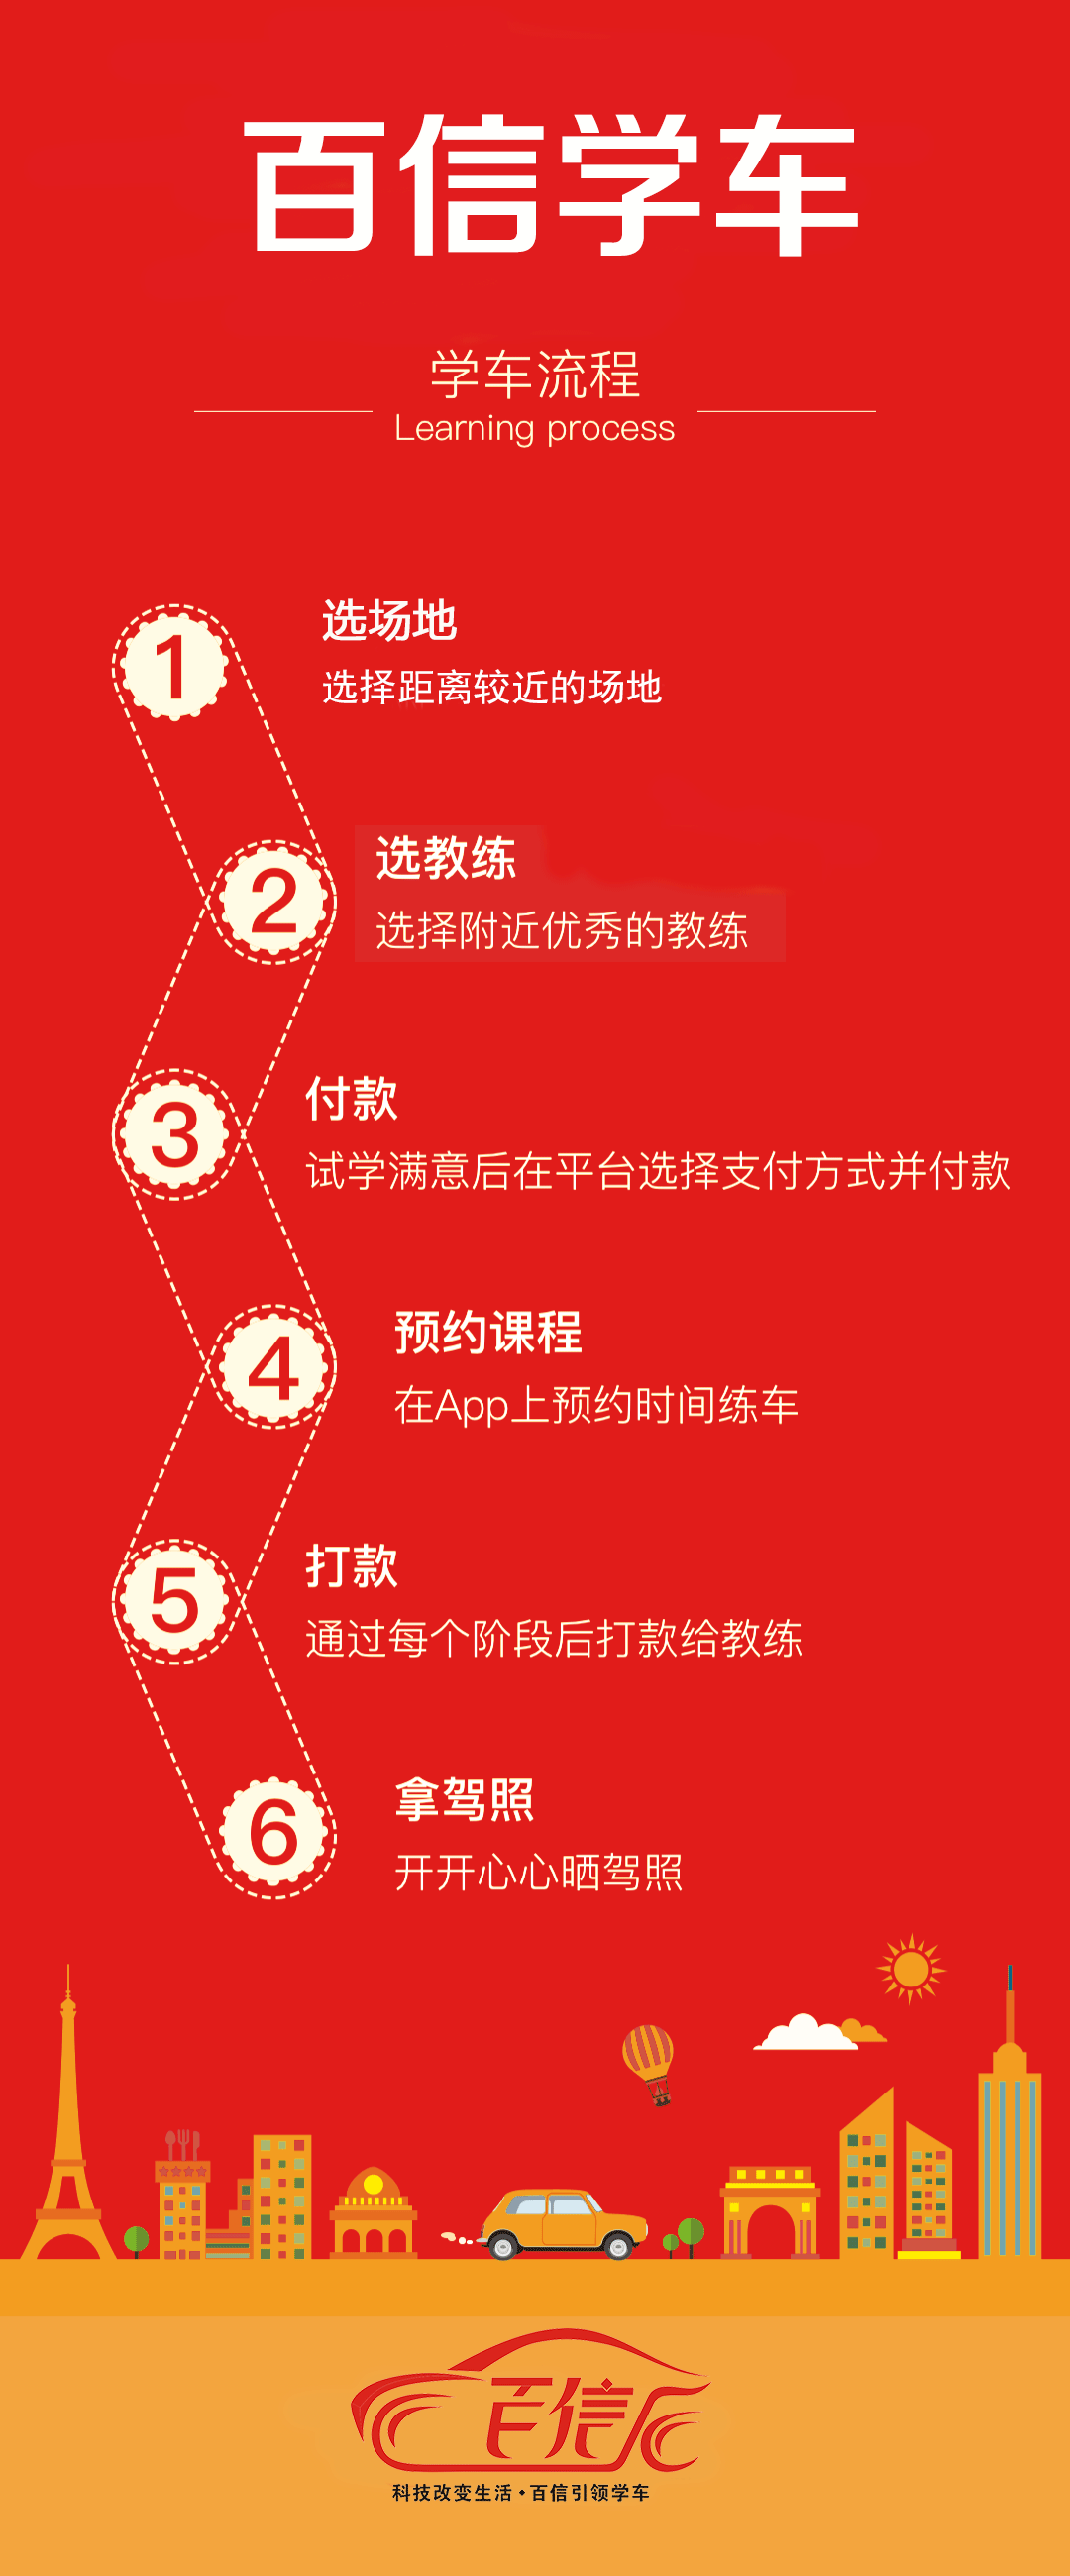 百信学车
学车流程
Learning process
1
选场地
选择距离较近的场地
2
选教练
选择附近优秀的教练
3
付款
试学满意后在平台选择支付方式并付款
4
预约课程
在App上预约时间练车
5
打款
通过每个阶段后打款给教练
6
拿驾照
开开心心晒驾照
百信
科技改变生活·百信引领学车